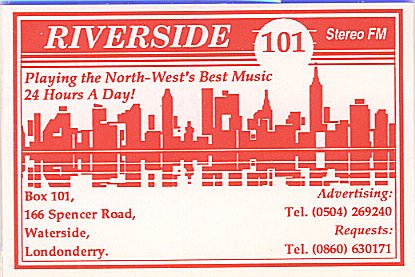 RIVERSIDE 101 Stereo FM
Playing the North-West's Best Music
24 Hours A Day!
Box 101,
166 Spencer Road,
Waterside,
Londonderry.
Advertising:
Tel. (0504) 269240
Requests:
Tel. (0860) 630171